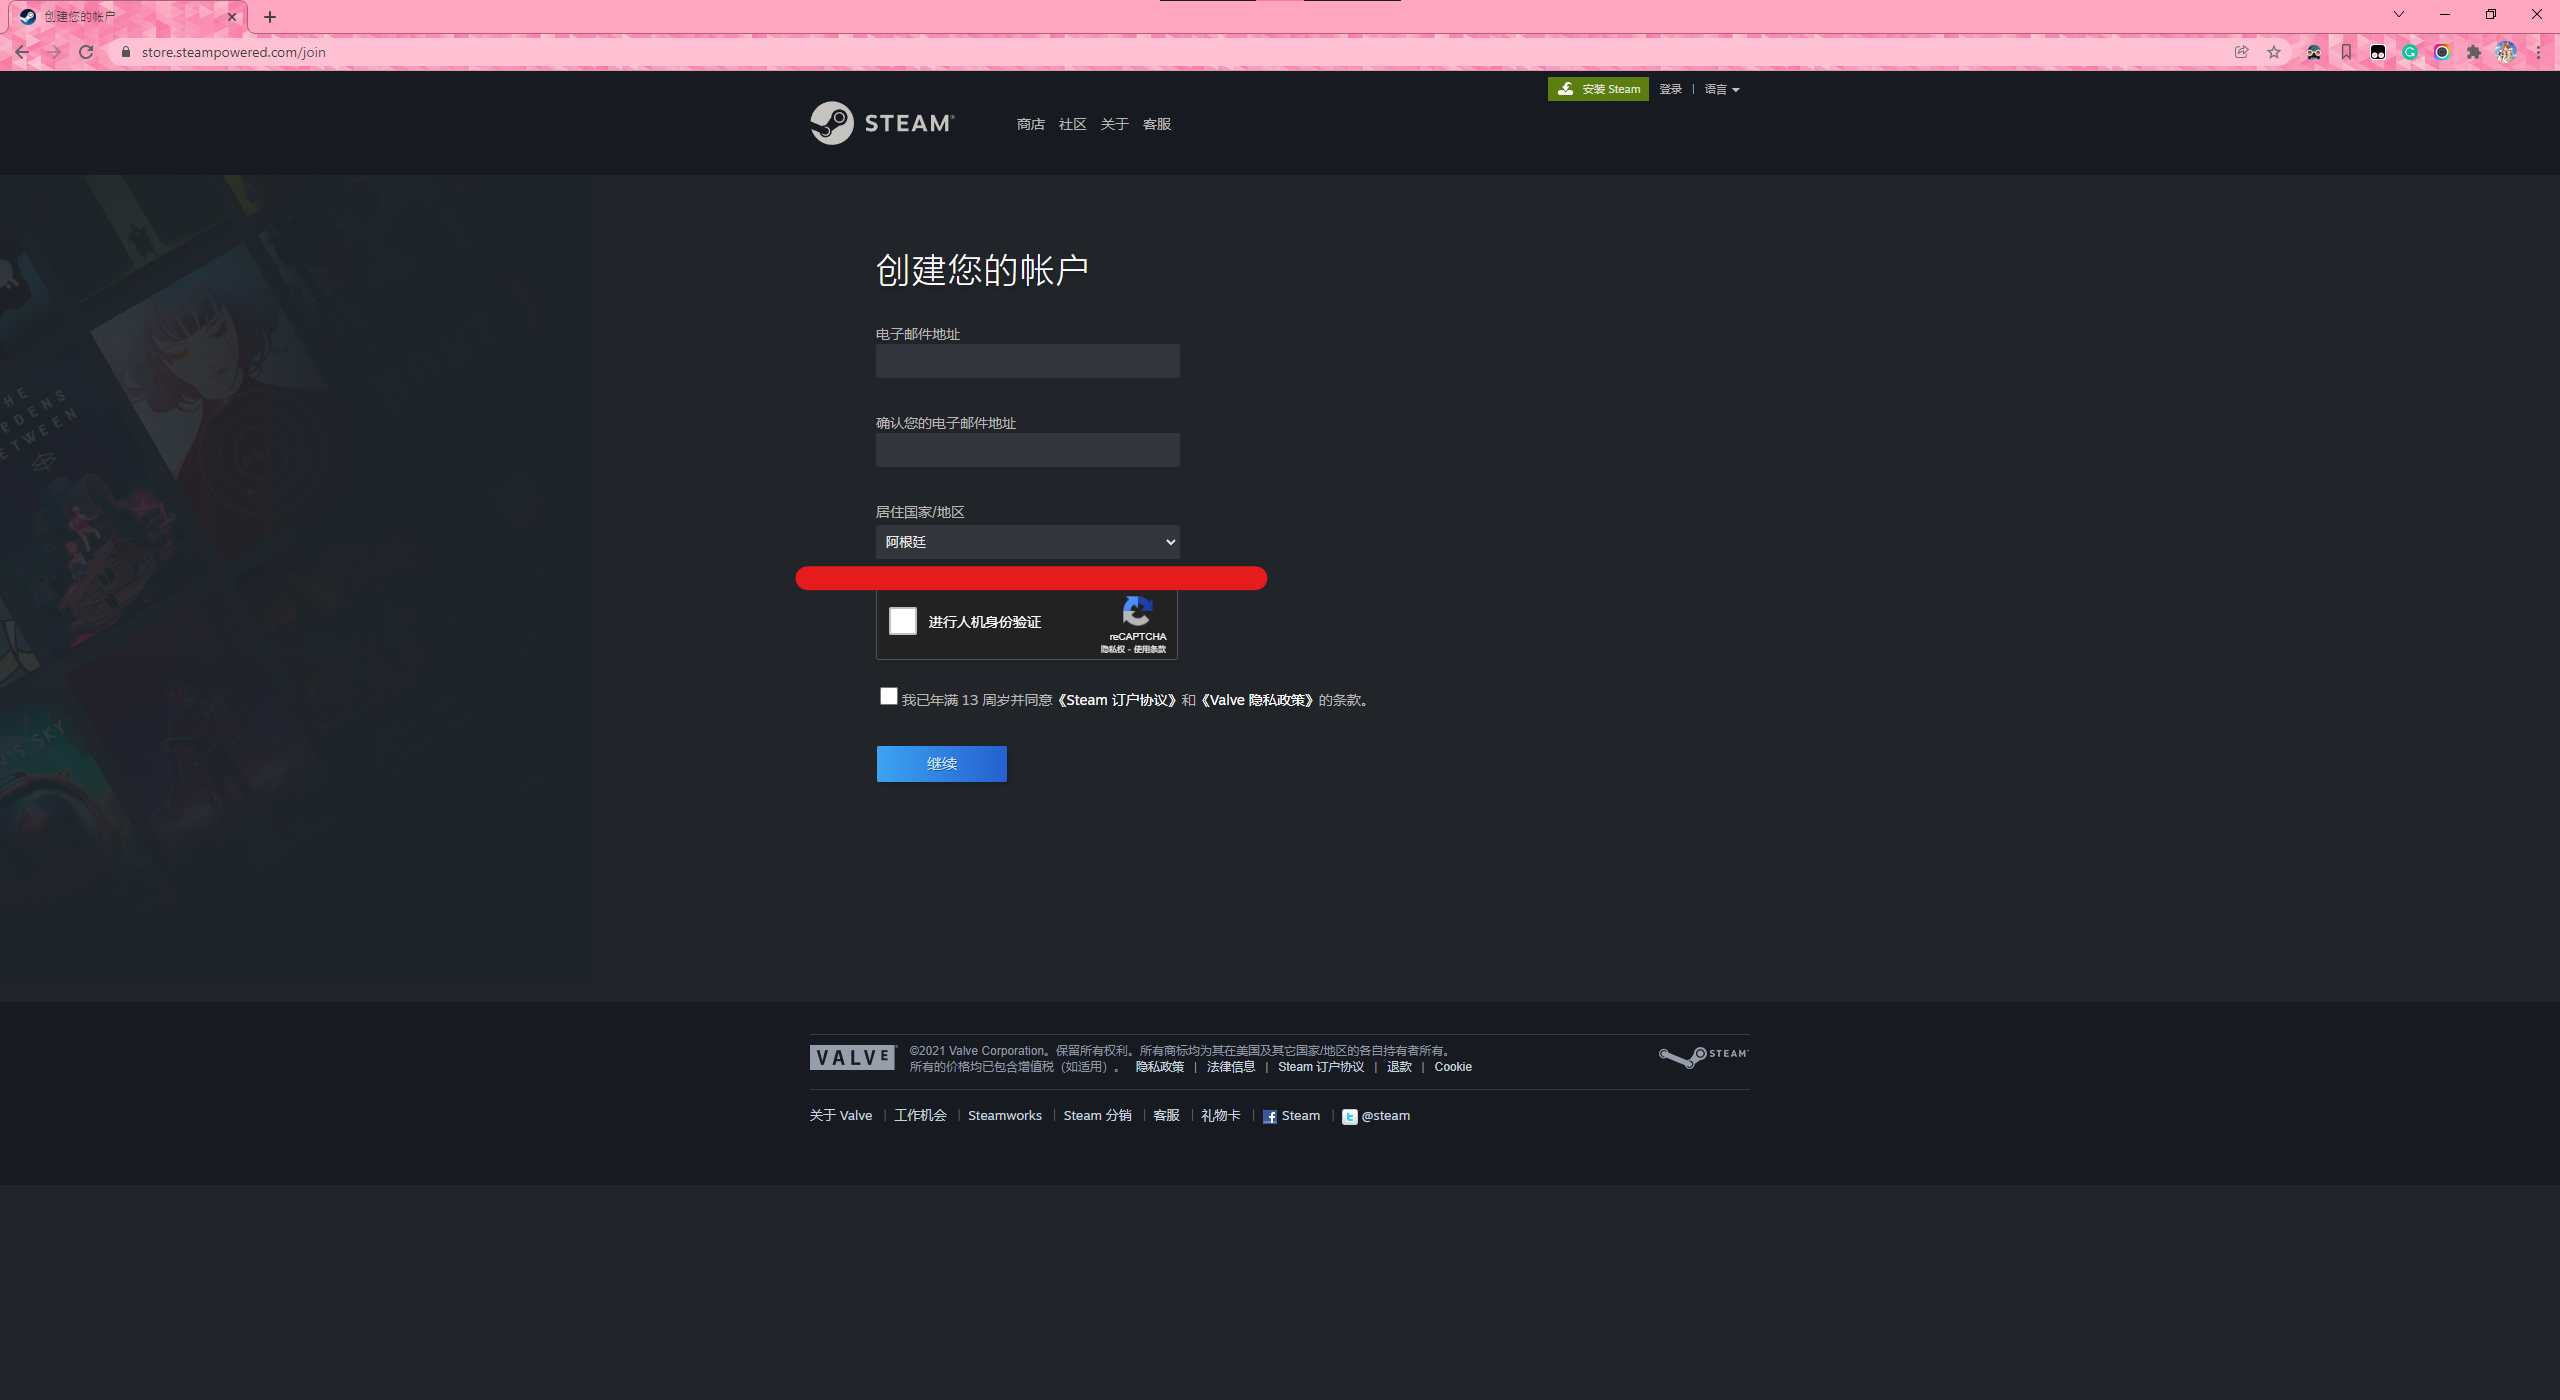 创建您的帐户
store.steampowered.com/join
安装 Steam 登录 | 语言
STEAM®
商店 社区 关于 客服
创建您的帐户
电子邮件地址
确认您的电子邮件地址
居住国家/地区
阿根廷
进行人机身份验证
reCAPTCHA
隐私权 - 使用条款
我已年满 13 周岁并同意《Steam 订户协议》和《Valve 隐私政策》的条款。
继续
THE
BETWEEN
VALVE
©2021 Valve Corporation。保留所有权利。所有商标均为其在美国及其它国家/地区的各自持有者所有。
所有的价格均已包含增值税（如适用）。 隐私政策 | 法律信息 | Steam 订户协议 | 退款 | Cookie
STEAM
关于 Valve | 工作机会 | Steamworks | Steam 分销 | 客服 | 礼物卡 | Steam | @steam